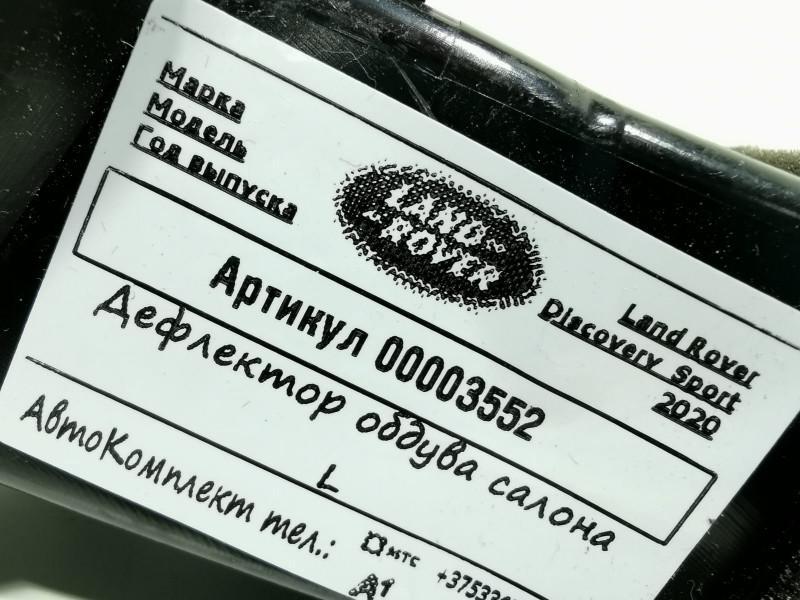 Марка Land Rover
Модель Discovery Sport
Год выпуска 2020
LAND-
ROVER
Артикул 00003552
Дефлектор обдува салона
L
АвтоКомплект тел.:
мтс
A1